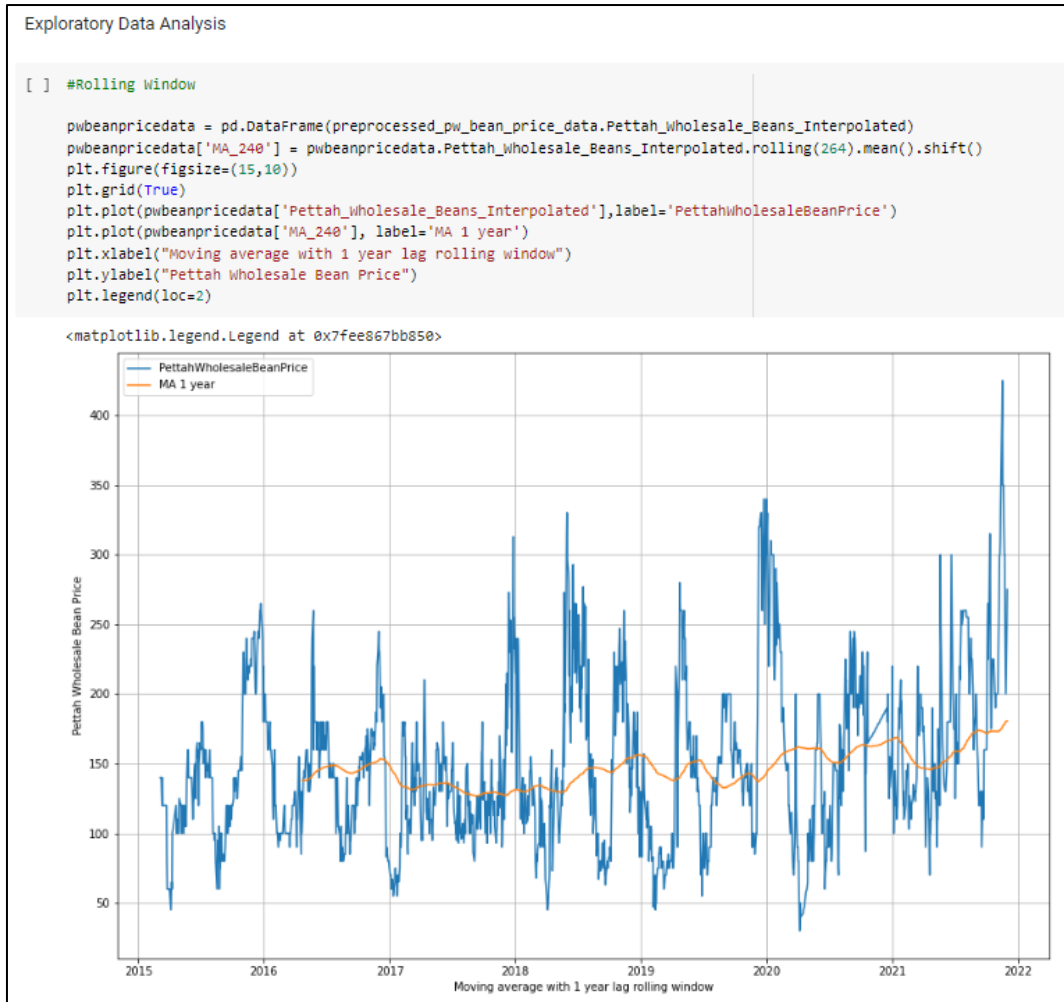 Exploratory Data Analysis
[ ] #Rolling Window
pwbeanpricedata = pd.DataFrame(preprocessed_pw_bean_price_data.Pettah_Wholesale_Beans_Interpolated)
pwbeanpricedata['MA_240'] = pwbeanpricedata.Pettah_Wholesale_Beans_Interpolated.rolling(264).mean().shift()
plt.figure(figsize=(15,10))
plt.grid(True)
plt.plot(pwbeanpricedata['Pettah_Wholesale_Beans_Interpolated'],label='PettahWholesaleBeanPrice')
plt.plot(pwbeanpricedata['MA_240'], label='MA 1 year')
plt.xlabel("Moving average with 1 year lag rolling window")
plt.ylabel("Pettah Wholesale Bean Price")
plt.legend(loc=2)
<matplotlib.legend.Legend at 0x7fee867bb850>
PettahWholesaleBeanPrice
MA 1 year
400
350
300
250
200
150
100
50
Pettah Wholesale Bean Price
2015 2016 2017 2018 2019 2020 2021 2022
Moving average with 1 year lag rolling window